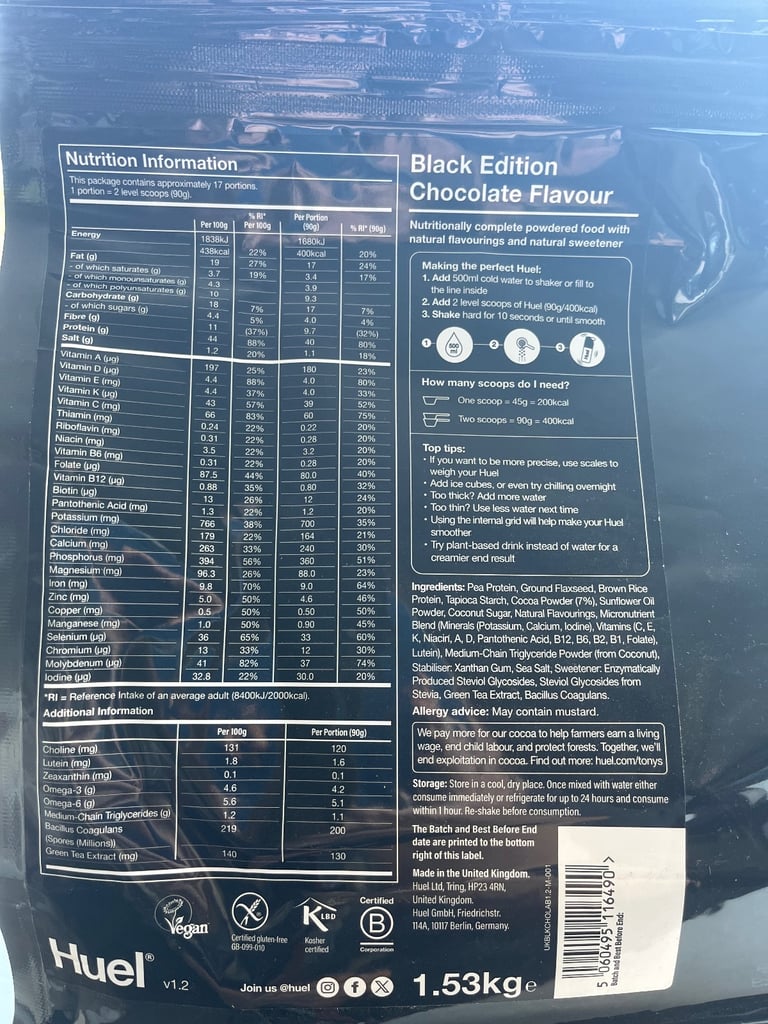 Nutrition Information
This package contains approximately 17 portions.
1 portion = 2 level scoops (90g).
Per 100g % RI* Per 100g Per Portion (90g) % RI* (90g)
Energy 1838kJ 1680kJ
438kcal 22% 400kcal 20%
Fat (g) 19 27% 17 24%
- of which saturates (g) 3.7 19% 3.4 17%
- of which monounsaturates (g) 4.3 3.9
- of which polyunsaturates (g) 10 9.3
Carbohydrate (g) 18 7% 17 7%
- of which sugars (g) 4.4 5% 4.0 4%
Fibre (g) 11 (37%) 9.7 (32%)
Protein (g) 44 88% 40 80%
Salt (g) 1.2 20% 1.1 18%
Vitamin A (µg) 197 25% 180 23%
Vitamin D (µg) 4.4 88% 4.0 80%
Vitamin E (mg) 4.4 37% 4.0 33%
Vitamin K (µg) 43 57% 39 52%
Vitamin C (mg) 66 83% 60 75%
Thiamin (mg) 0.24 22% 0.22 20%
Riboflavin (mg) 0.31 22% 0.28 20%
Niacin (mg) 3.5 22% 3.2 20%
Vitamin B6 (mg) 0.31 22% 0.28 20%
Folate (µg) 87.5 44% 80.0 40%
Vitamin B12 (µg) 0.88 35% 0.80 32%
Biotin (µg) 13 26% 12 24%
Pantothenic Acid (mg) 1.3 22% 1.2 20%
Potassium (mg) 766 38% 700 35%
Chloride (mg) 179 22% 164 21%
Calcium (mg) 263 33% 240 30%
Phosphorus (mg) 394 56% 360 51%
Magnesium (mg) 96.3 26% 88.0 23%
Iron (mg) 9.8 70% 9.0 64%
Zinc (mg) 5.0 50% 4.6 46%
Copper (mg) 0.5 50% 0.50 50%
Manganese (mg) 1.0 50% 0.90 45%
Selenium (µg) 36 65% 33 60%
Chromium (µg) 13 33% 12 30%
Molybdenum (µg) 41 82% 37 74%
Iodine (µg) 32.8 22% 30.0 20%
*RI = Reference Intake of an average adult (8400kJ/2000kcal).
Additional Information
Per 100g Per Portion (90g)
Choline (mg) 131 120
Lutein (mg) 1.8 1.6
Zeaxanthin (mg) 0.1 0.1
Omega-3 (g) 4.6 4.2
Omega-6 (g) 5.6 5.1
Medium-Chain Triglycerides (g) 1.2 1.1
Bacillus Coagulans 219 200
(Spores (Millions))
Green Tea Extract (mg) 140 130
Vegan
Certified gluten-free
GB-099-010
K LBD
Kosher
certified
Certified
B
Corporation
Huel®
v1.2
Join us @huel
Black Edition
Chocolate Flavour
Nutritionally complete powdered food with
natural flavourings and natural sweetener
Making the perfect Huel:
1. Add 500ml cold water to shaker or fill to
the line inside
2. Add 2 level scoops of Huel (90g/400kcal)
3. Shake hard for 10 seconds or until smooth
1 500 ml 2 3 Huel
How many scoops do I need?
One scoop = 45g = 200kcal
Two scoops = 90g = 400kcal
Top tips:
• If you want to be more precise, use scales to
weigh your Huel
• Add ice cubes, or even try chilling overnight
• Too thick? Add more water
• Too thin? Use less water next time
• Using the internal grid will help make your Huel
smoother
• Try plant-based drink instead of water for a
creamier end result
Ingredients: Pea Protein, Ground Flaxseed, Brown Rice
Protein, Tapioca Starch, Cocoa Powder (7%), Sunflower Oil
Powder, Coconut Sugar, Natural Flavourings, Micronutrient
Blend (Minerals (Potassium, Calcium, Iodine), Vitamins (C, E,
K, Niacin, A, D, Pantothenic Acid, B12, B6, B2, B1, Folate),
Lutein), Medium-Chain Triglyceride Powder (from Coconut),
Stabiliser: Xanthan Gum, Sea Salt, Sweetener: Enzymatically
Produced Steviol Glycosides, Steviol Glycosides from
Stevia, Green Tea Extract, Bacillus Coagulans.
Allergy advice: May contain mustard.
We pay more for our cocoa to help farmers earn a living
wage, end child labour, and protect forests. Together, we'll
end exploitation in cocoa. Find out more: huel.com/tonys
Storage: Store in a cool, dry place. Once mixed with water either
consume immediately or refrigerate for up to 24 hours and consume
within 1 hour. Re-shake before consumption.
The Batch and Best Before End
date are printed to the bottom
right of this label.
Made in the United Kingdom.
Huel Ltd, Tring, HP23 4RN,
United Kingdom.
Huel GmbH, Friedrichstr.
114A, 10117 Berlin, Germany.
1.53kg e
UKBLKCHOLAB1.2-M-001
5 060495 116490 >
Batch and Best Before End: